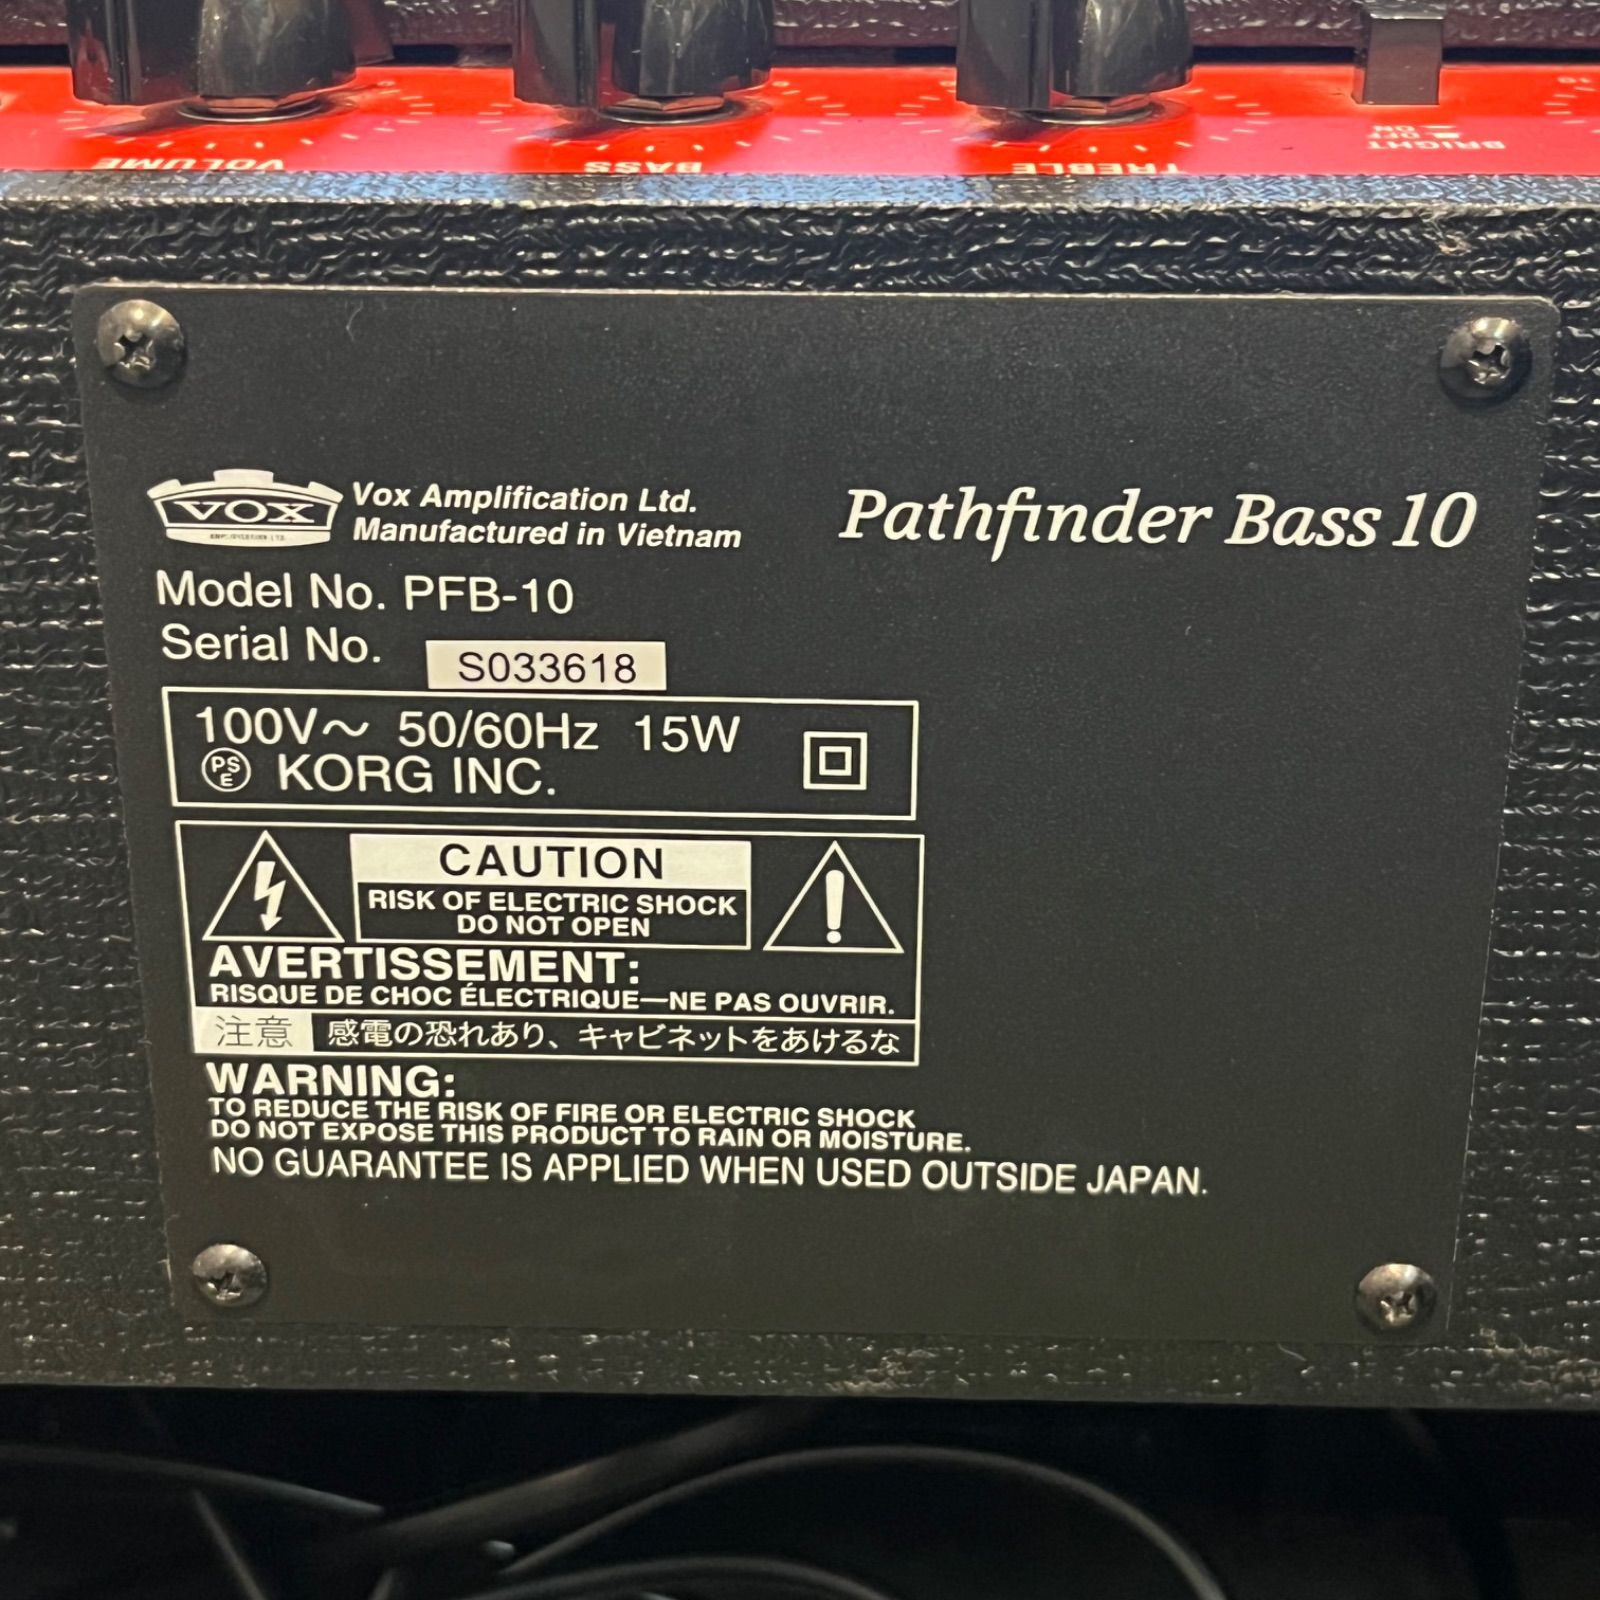 VOLUME
BASS
TREBLE
BRIGHT
OFF
ON
10
VOX
Vox Amplification Ltd.
Manufactured in Vietnam
Pathfinder Bass 10
Model No. PFB-10
Serial No. S033618
100V～ 50/60Hz 15W
PSE KORG INC.
CAUTION
RISK OF ELECTRIC SHOCK
DO NOT OPEN
AVERTISSEMENT:
RISQUE DE CHOC ÉLECTRIQUE—NE PAS OUVRIR.
注意 感電の恐れあり、キャビネットをあけるな
WARNING:
TO REDUCE THE RISK OF FIRE OR ELECTRIC SHOCK
DO NOT EXPOSE THIS PRODUCT TO RAIN OR MOISTURE.
NO GUARANTEE IS APPLIED WHEN USED OUTSIDE JAPAN.